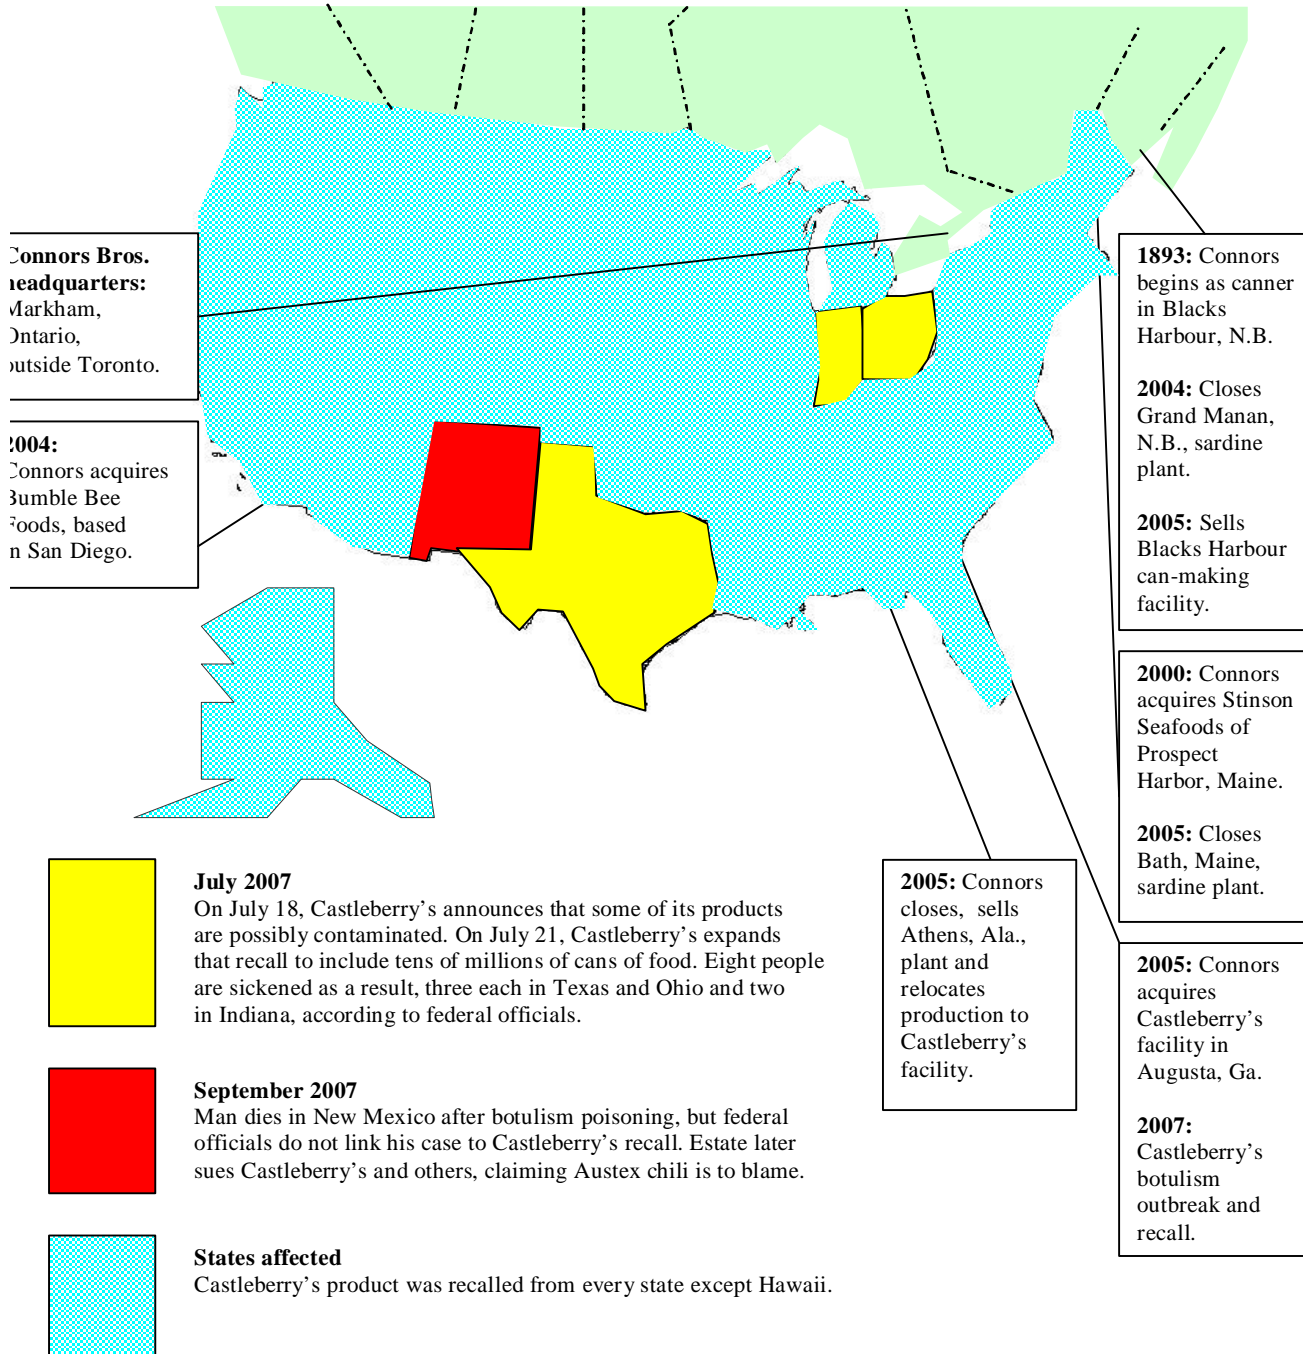 Connors Bros.
headquarters:
Markham,
Ontario,
outside Toronto.
2004:
Connors acquires
Bumble Bee
Foods, based
n San Diego.
1893: Connors
begins as canner
in Blacks
Harbour, N.B.
2004: Closes
Grand Manan,
N.B., sardine
plant.
2005: Sells
Blacks Harbour
can-making
facility.
2000: Connors
acquires Stinson
Seafoods of
Prospect
Harbor, Maine.
2005: Closes
Bath, Maine,
sardine plant.
2005: Connors
closes, sells
Athens, Ala.,
plant and
relocates
production to
Castleberry’s
facility.
2005: Connors
acquires
Castleberry’s
facility in
Augusta, Ga.
2007:
Castleberry’s
botulism
outbreak and
recall.
July 2007
On July 18, Castleberry’s announces that some of its products
are possibly contaminated. On July 21, Castleberry’s expands
that recall to include tens of millions of cans of food. Eight people
are sickened as a result, three each in Texas and Ohio and two
in Indiana, according to federal officials.
September 2007
Man dies in New Mexico after botulism poisoning, but federal
officials do not link his case to Castleberry’s recall. Estate later
sues Castleberry’s and others, claiming Austex chili is to blame.
States affected
Castleberry’s product was recalled from every state except Hawaii.